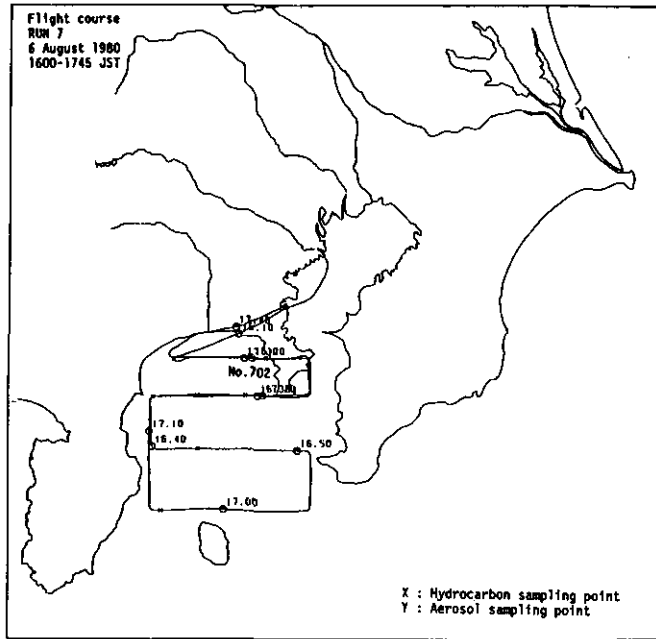 Flight course
RUN 7
6 August 1980
1600-1745 JST
No.702
17.10
16.40
16.50
17.00
X : Hydrocarbon sampling point
Y : Aerosol sampling point